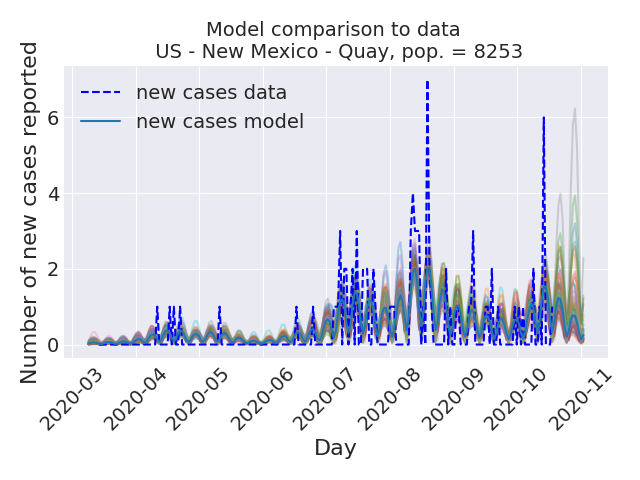 Model comparison to data
US - New Mexico - Quay, pop. = 8253
Number of new cases reported
6
4
2
0
new cases data
new cases model
2020-03
2020-04
2020-05
2020-06
2020-07
2020-08
2020-09
2020-10
2020-11
Day